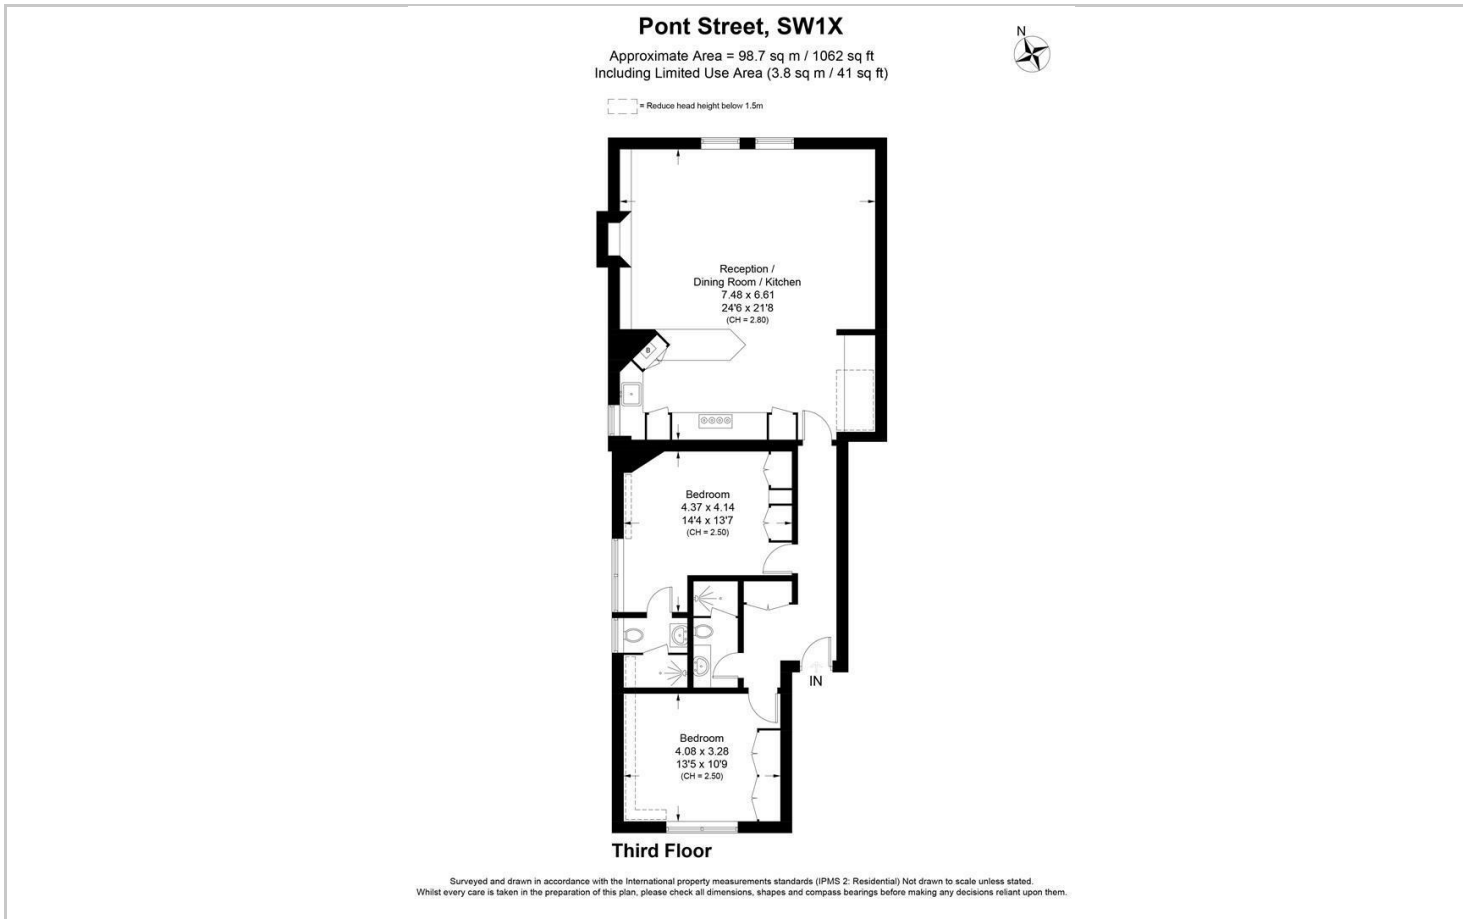 Pont Street, SW1X
N
Approximate Area = 98.7 sq m / 1062 sq ft
Including Limited Use Area (3.8 sq m / 41 sq ft)
= Reduce head height below 1.5m
Reception /
Dining Room / Kitchen
7.48 x 6.61
24'6 x 21'8
(CH = 2.80)
B
Bedroom
4.37 x 4.14
14'4 x 13'7
(CH = 2.50)
IN
Bedroom
4.08 x 3.28
13'5 x 10'9
(CH = 2.50)
Third Floor
Surveyed and drawn in accordance with the International property measurements standards (IPMS 2: Residential) Not drawn to scale unless stated.
Whilst every care is taken in the preparation of this plan, please check all dimensions, shapes and compass bearings before making any decisions reliant upon them.